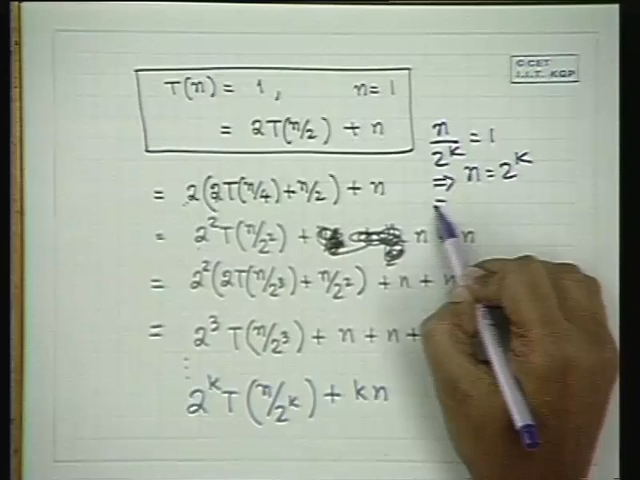 ©CET
I.I.T. KGP
T(n) = 1, n=1
= 2T(n/2) + n
n/2^k = 1
⇒ n = 2^k
=
= 2(2T(n/4)+n/2) + n
= 2^2 T(n/2^2) + n + n
= 2^2(2T(n/2^3)+n/2^2) + n + n
= 2^3 T(n/2^3) + n + n +
⋮
2^k T(n/2^k) + kn